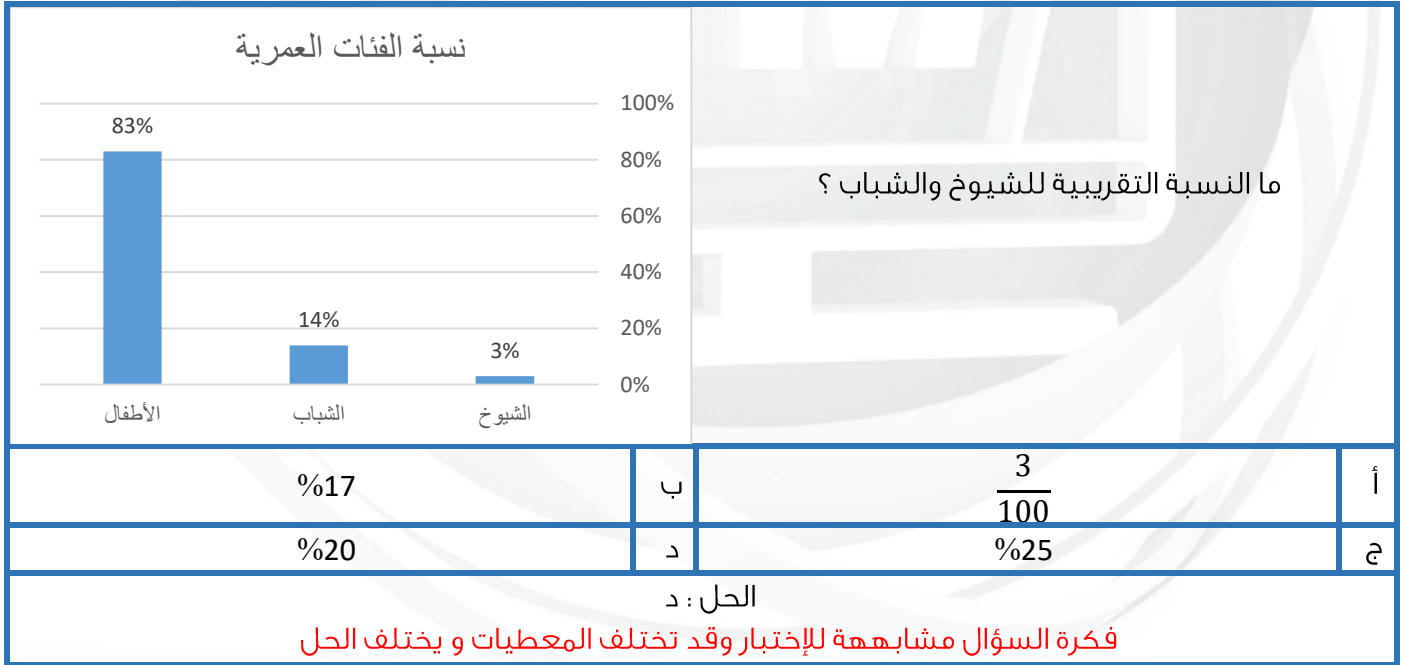 نسبة الفئات العمرية
100%
80%
60%
40%
20%
0%
83%
14%
3%
الشيوخ
الشباب
الأطفال
ما النسبة التقريبية للشيوخ والشباب ؟
أ
3
100
ب
%17
ج
%25
د
%20
الحل : د
فكرة السؤال مشابههة للإختبار وقد تختلف المعطيات و يختلف الحل